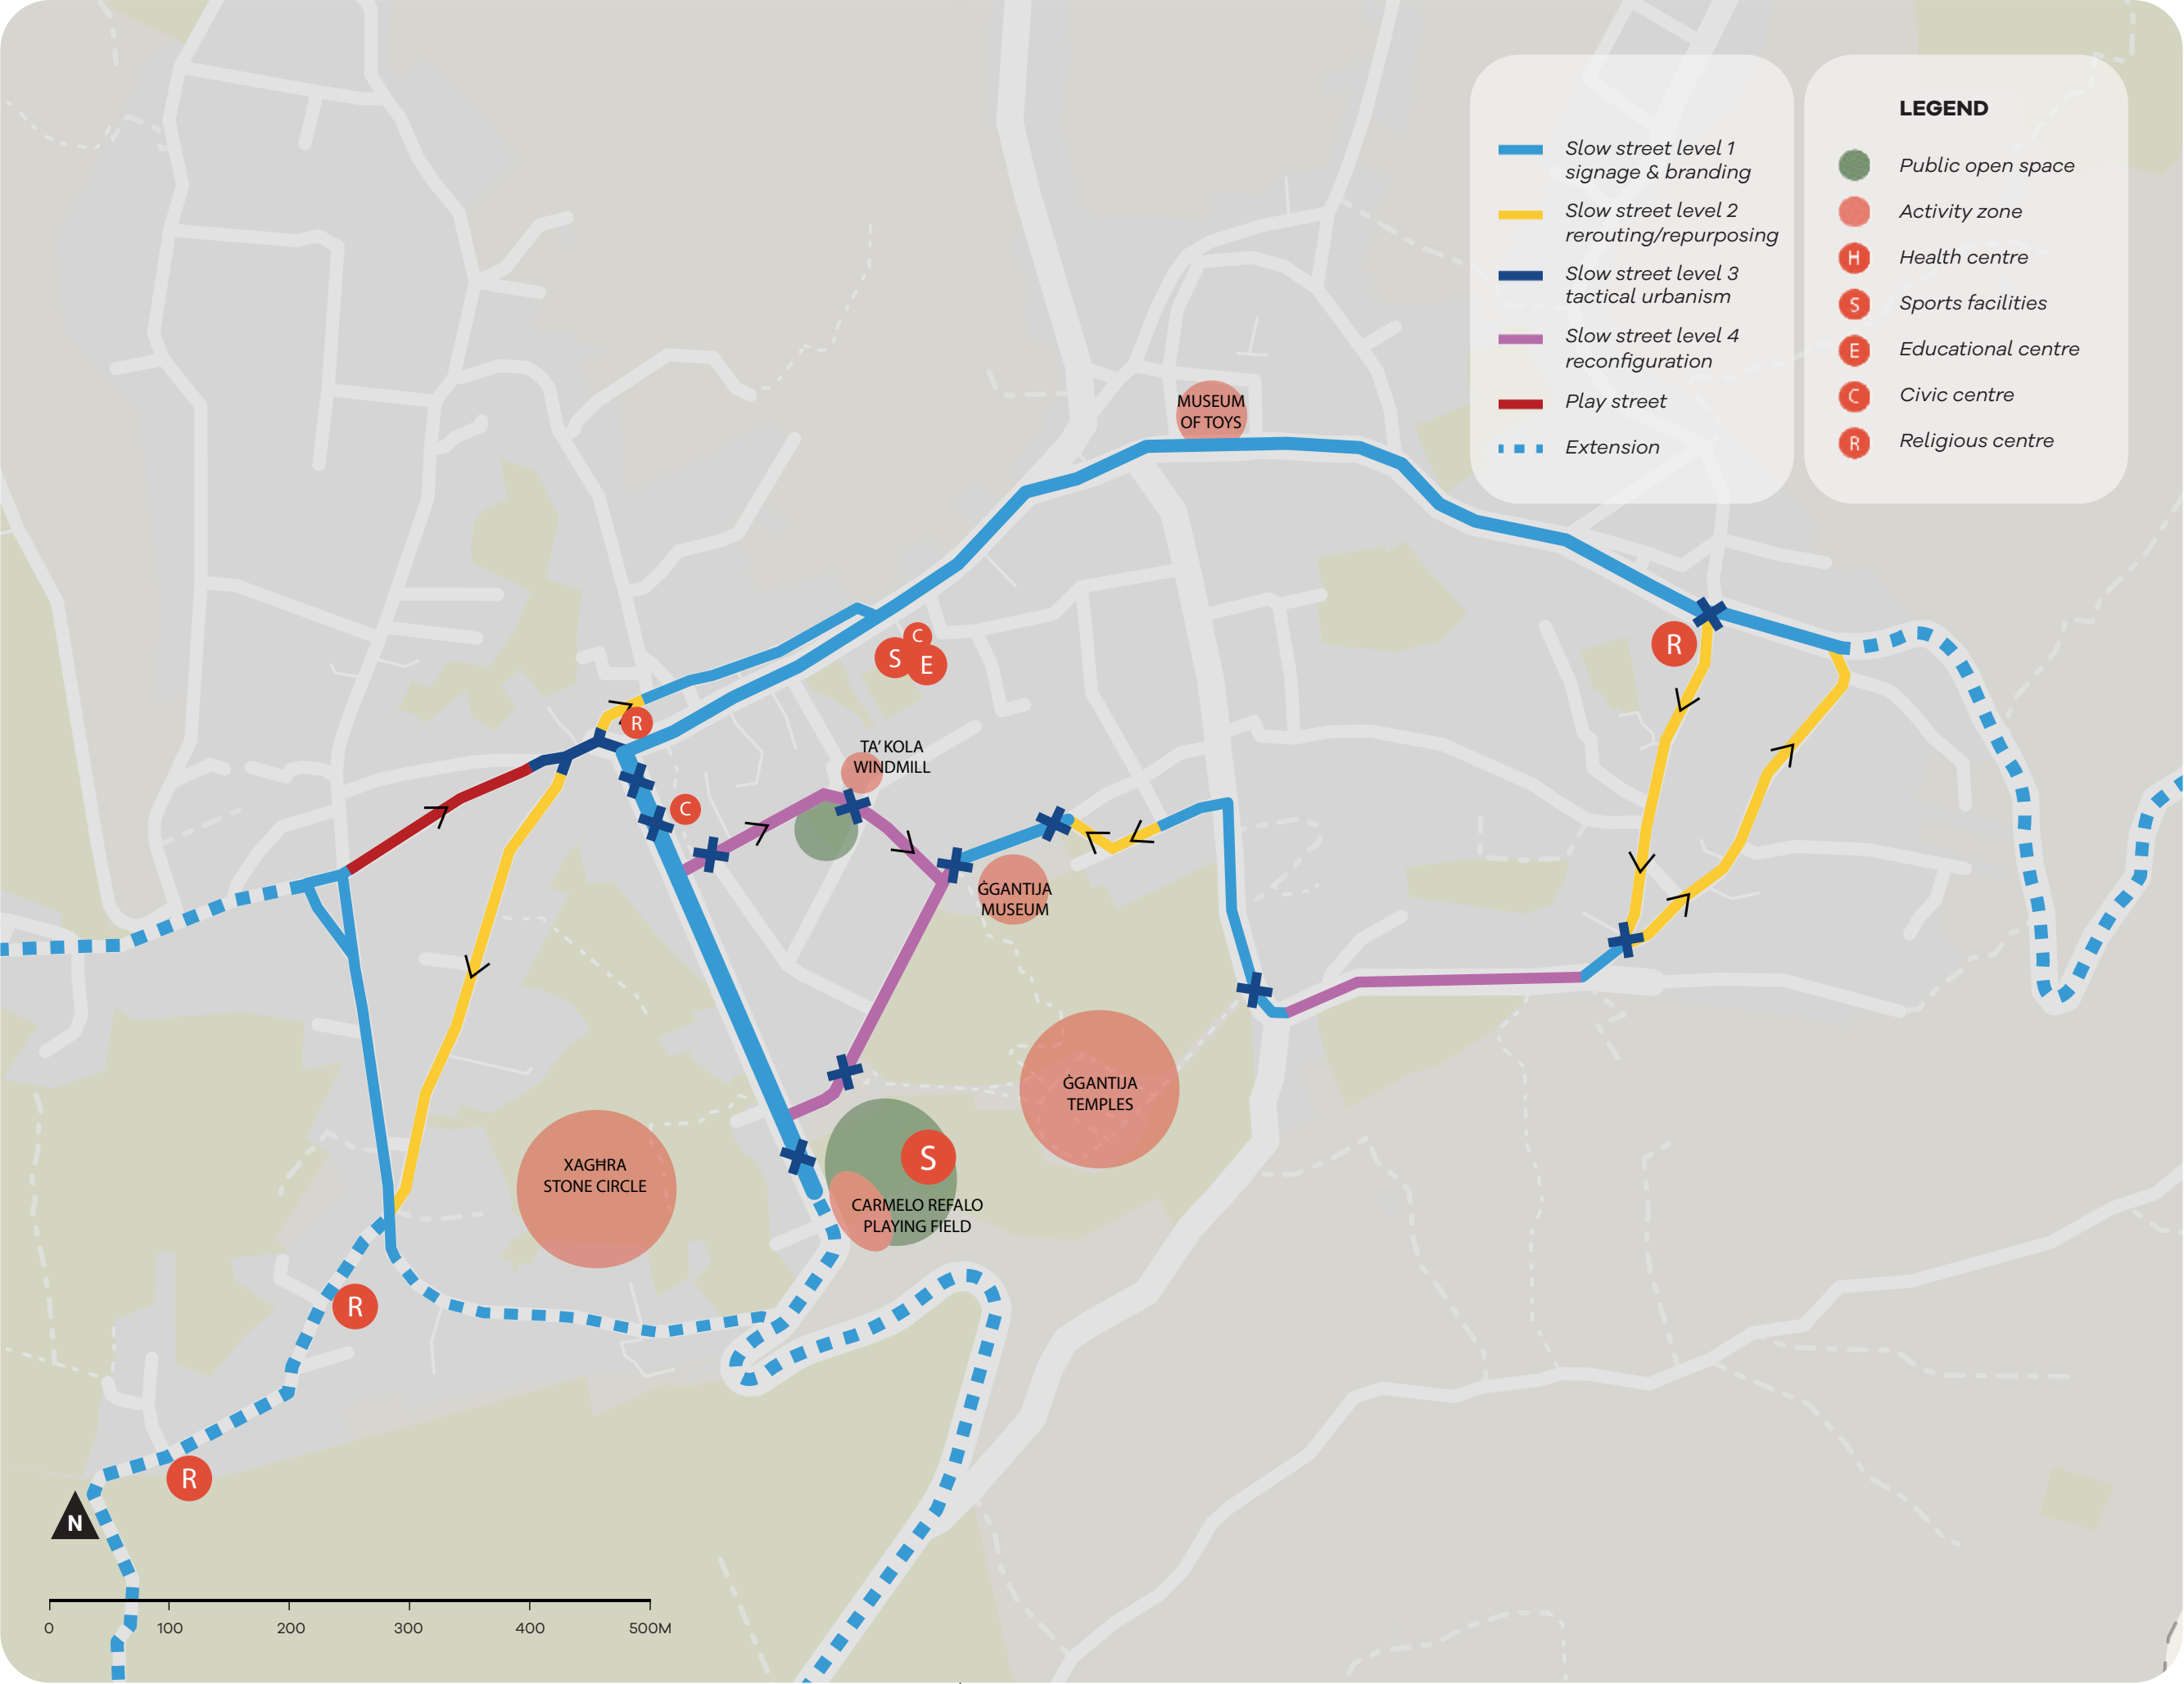 LEGEND
Slow street level 1
signage & branding
Slow street level 2
rerouting/repurposing
Slow street level 3
tactical urbanism
Slow street level 4
reconfiguration
Play street
Extension
Public open space
Activity zone
H
Health centre
S
Sports facilities
E
Educational centre
C
Civic centre
R
Religious centre
MUSEUM
OF TOYS
C
S
E
R
R
TA' KOLA
WINDMILL
C
ĠGANTIJA
MUSEUM
ĠGANTIJA
TEMPLES
XAGĦRA
STONE CIRCLE
S
CARMELO REFALO
PLAYING FIELD
R
R
N
0 100 200 300 400 500M